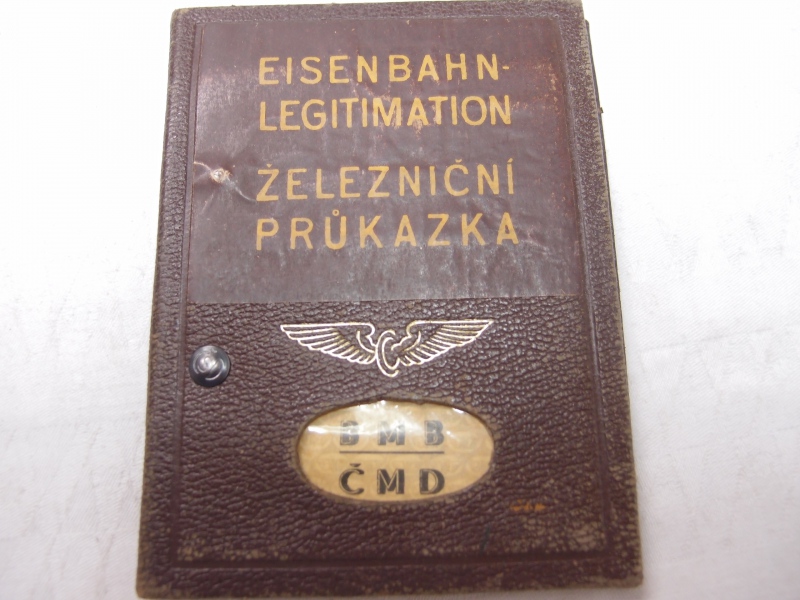 EISENBAHN-
LEGITIMATION
ŽELEZNIČNÍ
PRŮKAZKA
BMB
ČMD